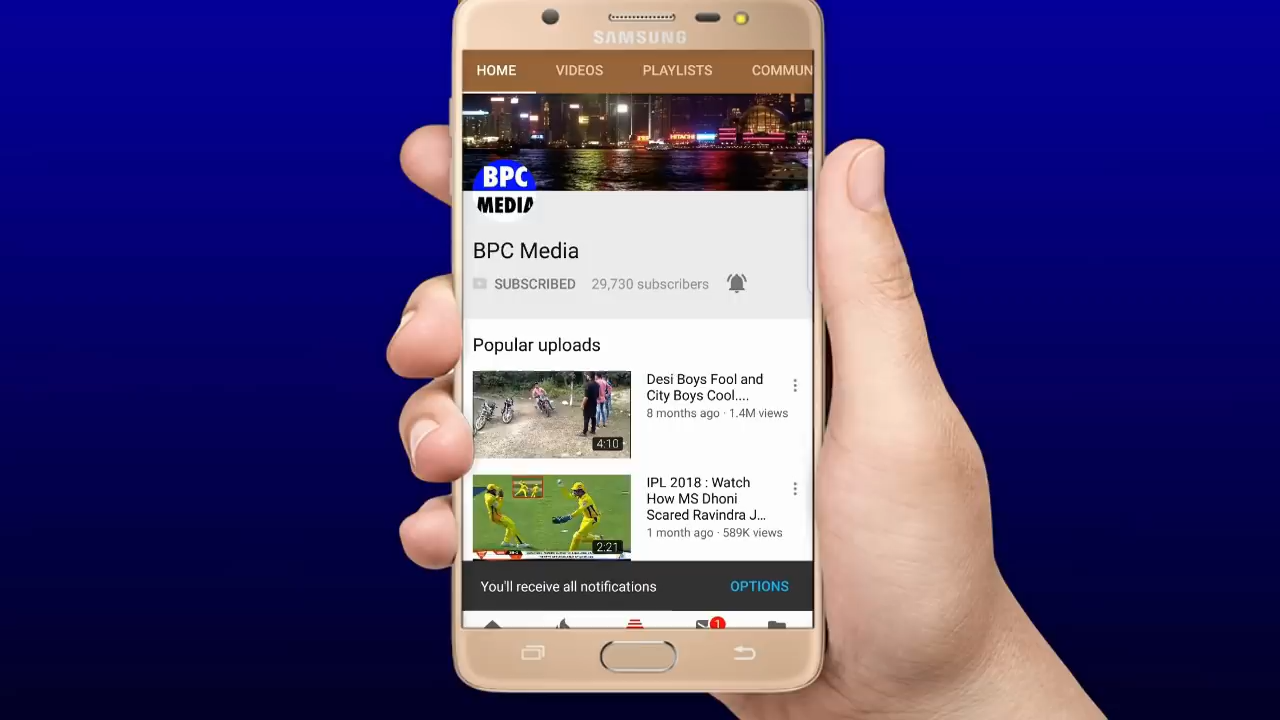 SAMSUNG
HOME VIDEOS PLAYLISTS COMMUN
HITACHI
BPC
MEDIA
BPC Media
SUBSCRIBED 29,730 subscribers
Popular uploads
Desi Boys Fool and
City Boys Cool....
8 months ago · 1.4M views
4:10
IPL 2018 : Watch
How MS Dhoni
Scared Ravindra J...
1 month ago · 589K views
2:21
You'll receive all notifications OPTIONS
1